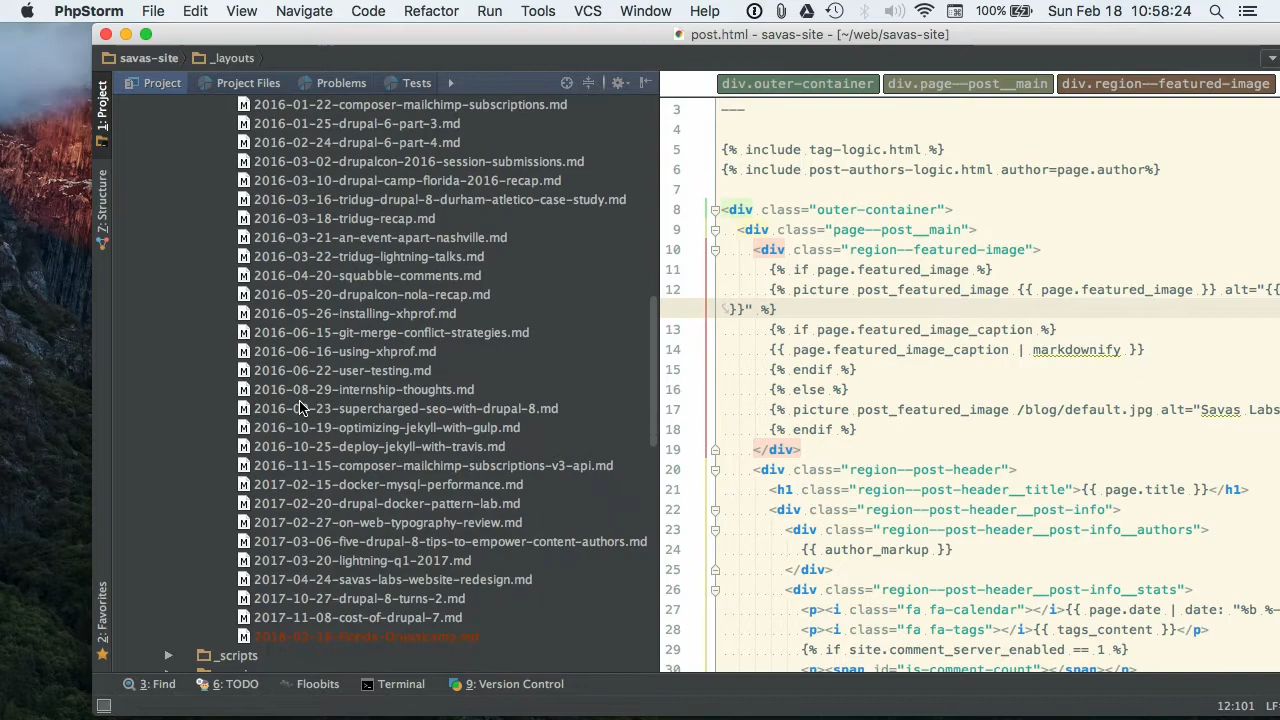 PhpStorm File Edit View Navigate Code Refactor Run Tools VCS Window Help 100% Sun Feb 18 10:58:24
post.html - savas-site - [~/web/savas-site]
savas-site _layouts
Project Project Files Problems Tests
div.outer-container div.page--post__main div.region--featured-image
1: Project
7: Structure
2: Favorites
2016-01-22-composer-mailchimp-subscriptions.md
2016-01-25-drupal-6-part-3.md
2016-02-24-drupal-6-part-4.md
2016-03-02-drupalcon-2016-session-submissions.md
2016-03-10-drupal-camp-florida-2016-recap.md
2016-03-16-tridug-drupal-8-durham-atletico-case-study.md
2016-03-18-tridug-recap.md
2016-03-21-an-event-apart-nashville.md
2016-03-22-tridug-lightning-talks.md
2016-04-20-squabble-comments.md
2016-05-20-drupalcon-nola-recap.md
2016-05-26-installing-xhprof.md
2016-06-15-git-merge-conflict-strategies.md
2016-06-16-using-xhprof.md
2016-06-22-user-testing.md
2016-08-29-internship-thoughts.md
23-supercharged-seo-with-drupal-8.md
2016-10-19-optimizing-jekyll-with-gulp.md
2016-10-25-deploy-jekyll-with-travis.md
2016-11-15-composer-mailchimp-subscriptions-v3-api.md
2017-02-15-docker-mysql-performance.md
2017-02-20-drupal-docker-pattern-lab.md
2017-02-27-on-web-typography-review.md
2017-03-06-five-drupal-8-tips-to-empower-content-authors.md
2017-03-20-lightning-q1-2017.md
2017-04-24-savas-labs-website-redesign.md
2017-10-27-drupal-8-turns-2.md
2017-11-08-cost-of-drupal-7.md
2018-02-18-Florida-Drupalcamp.md
_scripts
3 ---
4
5 {% include tag-logic.html %}
6 {% include post-authors-logic.html author=page.author%}
7
8 <div class="outer-container">
9 <div class="page--post__main">
10 <div class="region--featured-image">
11 {% if page.featured_image %}
12 {% picture post_featured_image {{ page.featured_image }} alt="{{
}}" %}
13 {% if page.featured_image_caption %}
14 {{ page.featured_image_caption | markdownify }}
15 {% endif %}
16 {% else %}
17 {% picture post_featured_image /blog/default.jpg alt="Savas Labs
18 {% endif %}
19 </div>
20 <div class="region--post-header">
21 <h1 class="region--post-header__title">{{ page.title }}</h1>
22 <div class="region--post-header__post-info">
23 <div class="region--post-header__post-info__authors">
24 {{ author_markup }}
25 </div>
26 <div class="region--post-header__post-info__stats">
27 <p><i class="fa fa-calendar"></i>{{ page.date | date: "%b %-
28 <p><i class="fa fa-tags"></i>{{ tags_content }}</p>
29 {% if site.comment_server_enabled == 1 %}
30 <p><span id="js-comment-count"></span></p>
3: Find 6: TODO Floobits Terminal 9: Version Control
12:101 LF